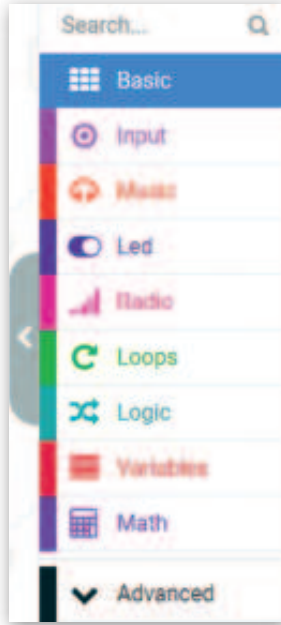 Search...
Basic
Input
Music
Led
Radio
Loops
Logic
Variables
Math
Advanced